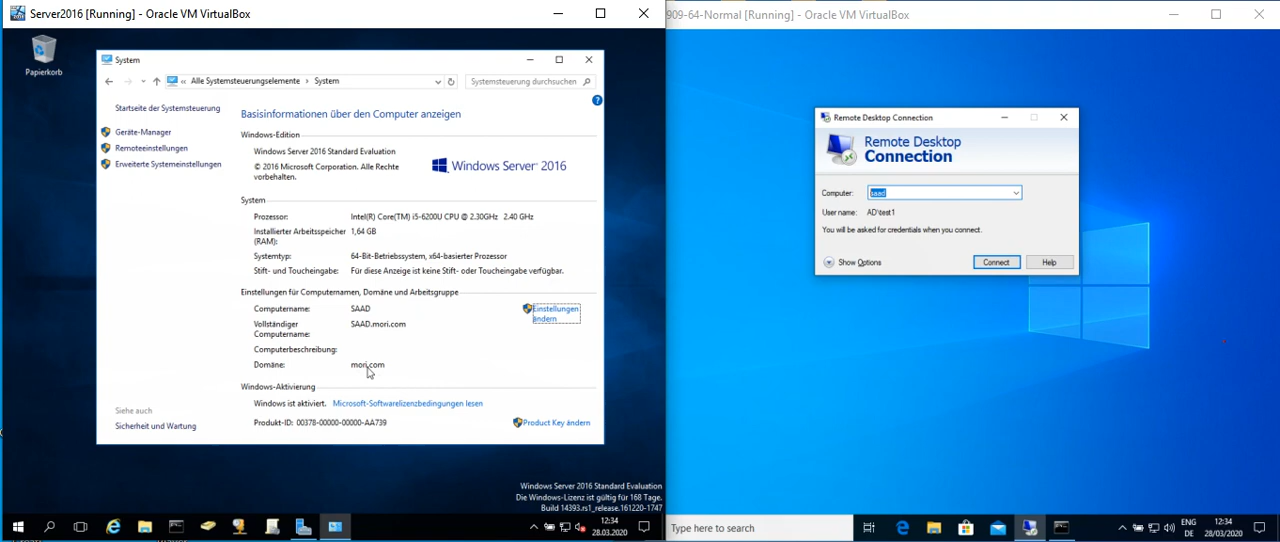 Server2016 [Running] - Oracle VM VirtualBox
909-64-Normal [Running] - Oracle VM VirtualBox
Papierkorb
System
Alle Systemsteuerungselemente
System
Systemsteuerung durchsuchen
Startseite der Systemsteuerung
Geräte-Manager
Remoteeinstellungen
Erweiterte Systemeinstellungen
Basisinformationen über den Computer anzeigen
Windows-Edition
Windows Server 2016 Standard Evaluation
© 2016 Microsoft Corporation. Alle Rechte
vorbehalten.
Windows Server® 2016
System
Prozessor: Intel(R) Core(TM) i5-6200U CPU @ 2.30GHz 2.40 GHz
Installierter Arbeitsspeicher 1,64 GB
(RAM):
Systemtyp: 64-Bit-Betriebssystem, x64-basierter Prozessor
Stift- und Toucheingabe: Für diese Anzeige ist keine Stift- oder Toucheingabe verfügbar.
Einstellungen für Computernamen, Domäne und Arbeitsgruppe
Computername: SAAD
Einstellungen
ändern
Vollständiger SAAD.mori.com
Computername:
Computerbeschreibung:
Domäne: mori.com
Windows-Aktivierung
Windows ist aktiviert. Microsoft-Softwarelizenzbedingungen lesen
Produkt-ID: 00378-00000-00000-AA739
Product Key ändern
Siehe auch
Sicherheit und Wartung
Windows Server 2016 Standard Evaluation
Die Windows-Lizenz ist gültig für 168 Tage.
Build 14393.rs1_release.161220-1747
12:34
28.03.2020
Remote Desktop Connection
Remote Desktop
Connection
Computer: saad
User name: AD\test1
You will be asked for credentials when you connect.
Show Options
Connect
Help
Type here to search
ENG
DE
12:34
28/03/2020